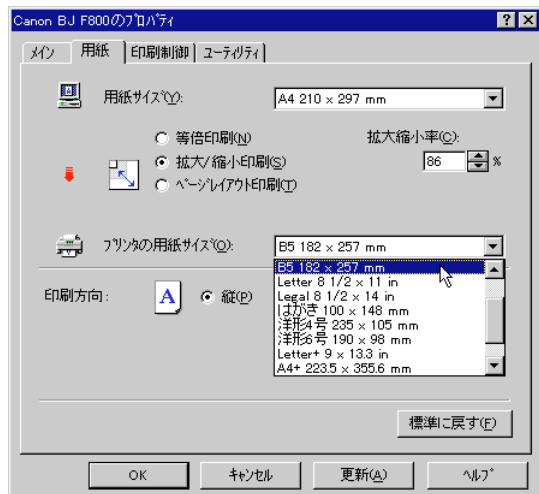 Canon BJ F800のプロパティ
メイン 用紙 印刷制御 ユーティリティ
用紙サイズ(Y): A4 210 × 297 mm
等倍印刷(N) 拡大縮小率(C):
拡大/縮小印刷(S) 86 %
ページレイアウト印刷(T)
プリンタの用紙サイズ(O): B5 182 × 257 mm
B5 182 × 257 mm
Letter 8 1/2 × 11 in
Legal 8 1/2 × 14 in
はがき 100 × 148 mm
洋形4号 235 × 105 mm
洋形6号 190 × 98 mm
Letter+ 9 × 13.3 in
A4+ 223.5 × 355.6 mm
印刷方向: A 縦(P)
標準に戻す(F)
OK キャンセル 更新(A) ヘルプ